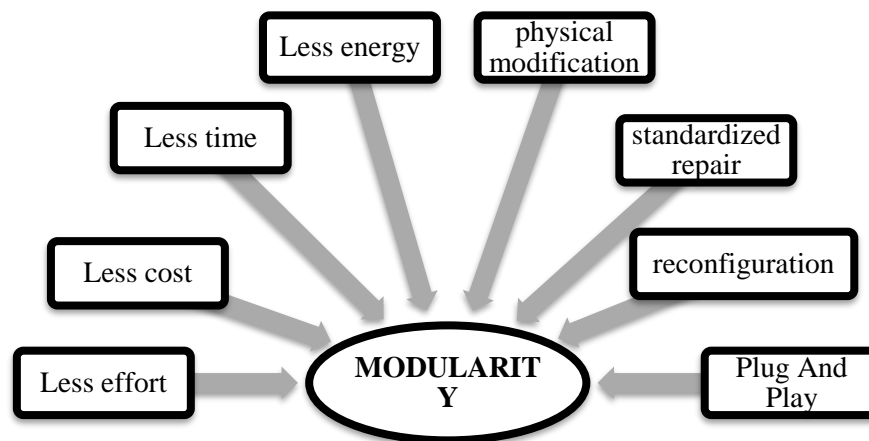 Less energy
physical
modification
Less time
standardized
repair
Less cost
reconfiguration
Less effort
MODULARIT
Y
Plug And
Play